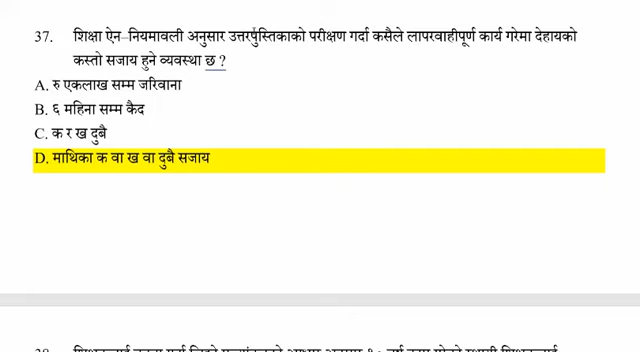 37. शिक्षा ऐन–नियमावली अनुसार उत्तरपुस्तिकाको परीक्षण गर्दा कसैले लापरवाहीपूर्ण कार्य गरेमा देहायको
कस्तो सजाय हुने व्यवस्था छ ?
A. रु एकलाख सम्म जरिवाना
B. ६ महिना सम्म कैद
C. क र ख दुबै
D. माथिका क वा ख वा दुबै सजाय